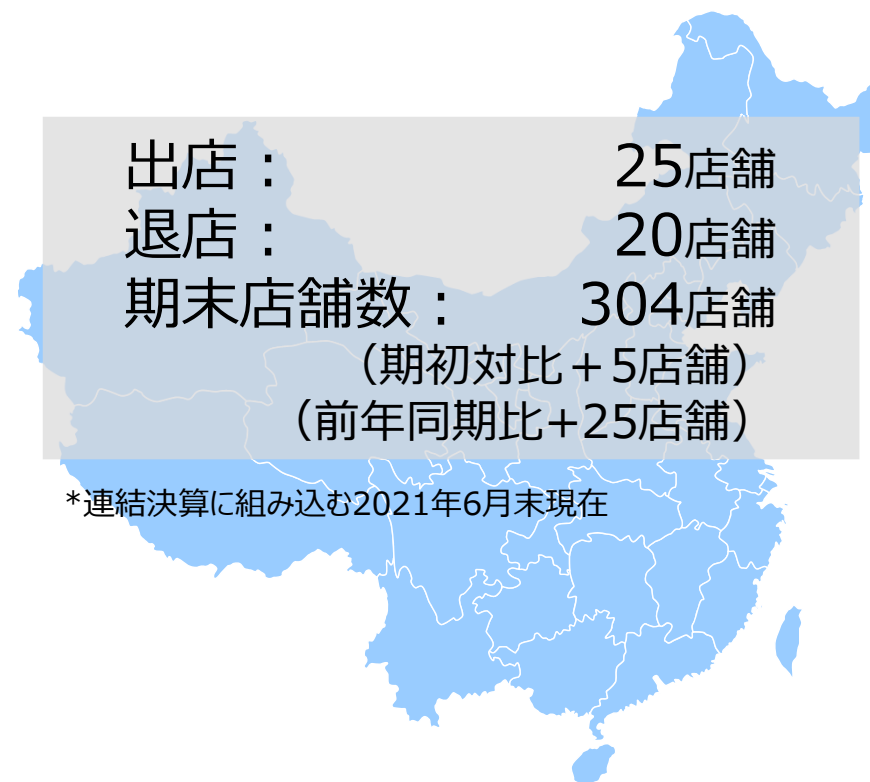 出店： 25店舗
退店： 20店舗
期末店舗数： 304店舗
（期初対比＋5店舗）
（前年同期比+25店舗）
*連結決算に組み込む2021年6月末現在